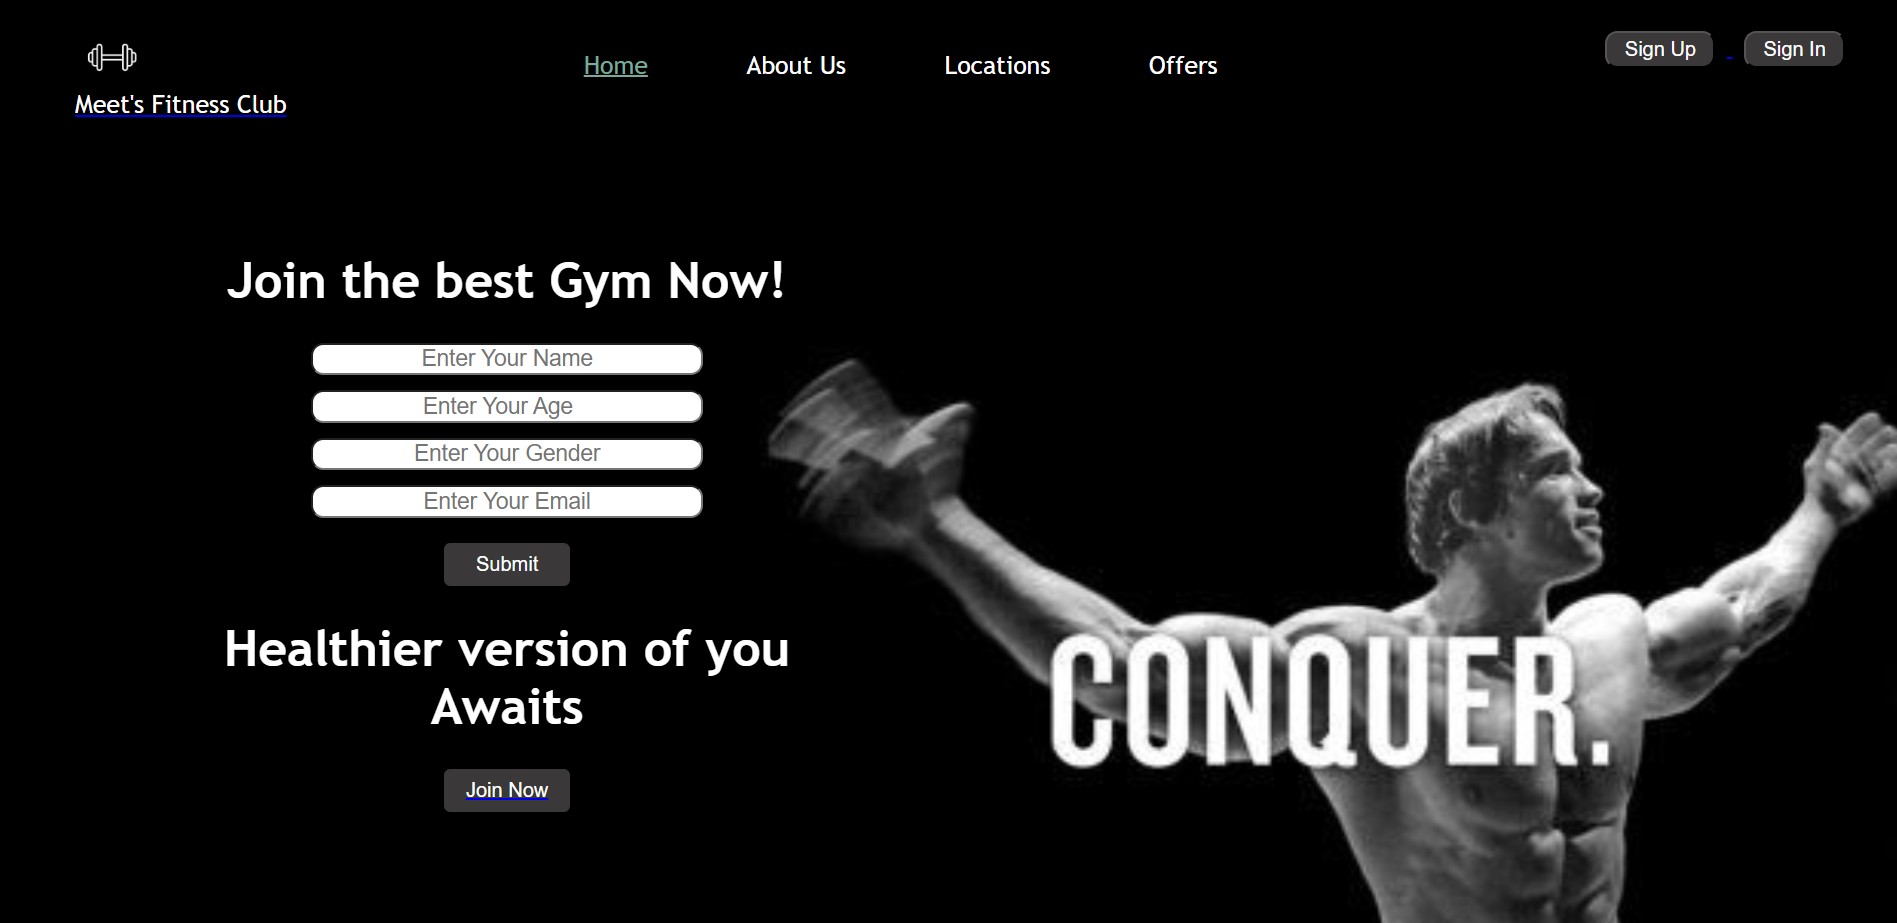 Meet's Fitness Club
Home
About Us
Locations
Offers
Sign Up
Sign In
Join the best Gym Now!
Enter Your Name
Enter Your Age
Enter Your Gender
Enter Your Email
Submit
Healthier version of you
Awaits
Join Now
CONQUER.